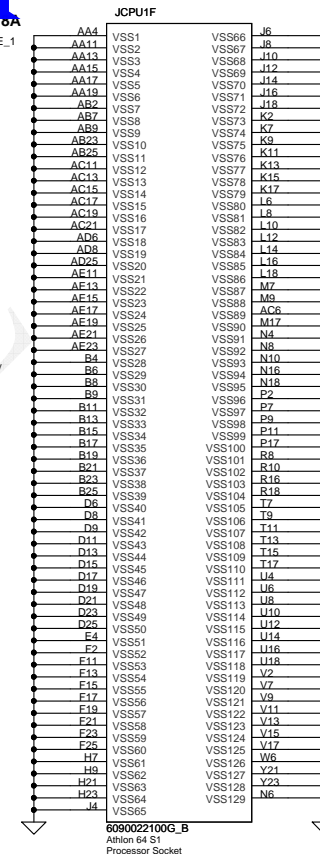 8A
JCPU1F
E_1
AA4 VSS1 VSS66 J6
AA11 VSS2 VSS67 J8
AA13 VSS3 VSS68 J10
AA15 VSS4 VSS69 J12
AA17 VSS5 VSS70 J14
AA19 VSS6 VSS71 J16
AB2 VSS7 VSS72 J18
AB7 VSS8 VSS73 K2
AB9 VSS9 VSS74 K7
AB23 VSS10 VSS75 K9
AB25 VSS11 VSS76 K11
AC11 VSS12 VSS77 K13
AC13 VSS13 VSS78 K15
AC15 VSS14 VSS79 K17
AC17 VSS15 VSS80 L6
AC19 VSS16 VSS81 L8
AC21 VSS17 VSS82 L10
AD6 VSS18 VSS83 L12
AD8 VSS19 VSS84 L14
AD25 VSS20 VSS85 L16
AE11 VSS21 VSS86 L18
AE13 VSS22 VSS87 M7
AE15 VSS23 VSS88 M9
AE17 VSS24 VSS89 AC6
AE19 VSS25 VSS90 M17
AE21 VSS26 VSS91 N4
AE23 VSS27 VSS92 N8
B4 VSS28 VSS93 N10
B6 VSS29 VSS94 N16
B8 VSS30 VSS95 N18
B9 VSS31 VSS96 P2
B11 VSS32 VSS97 P7
B13 VSS33 VSS98 P9
B15 VSS34 VSS99 P11
B17 VSS35 VSS100 P17
B19 VSS36 VSS101 R8
B21 VSS37 VSS102 R10
B23 VSS38 VSS103 R16
B25 VSS39 VSS104 R18
D6 VSS40 VSS105 T7
D8 VSS41 VSS106 T9
D9 VSS42 VSS107 T11
D11 VSS43 VSS108 T13
D13 VSS44 VSS109 T15
D15 VSS45 VSS110 T17
D17 VSS46 VSS111 U4
D19 VSS47 VSS112 U6
D21 VSS48 VSS113 U8
D23 VSS49 VSS114 U10
D25 VSS50 VSS115 U12
E4 VSS51 VSS116 U14
F2 VSS52 VSS117 U16
F11 VSS53 VSS118 U18
F13 VSS54 VSS119 V2
F15 VSS55 VSS120 V7
F17 VSS56 VSS121 V9
F19 VSS57 VSS122 V11
F21 VSS58 VSS123 V13
F23 VSS59 VSS124 V15
F25 VSS60 VSS125 V17
H7 VSS61 VSS126 W6
H9 VSS62 VSS127 Y21
H21 VSS63 VSS128 Y23
H23 VSS64 VSS129 N6
J4 VSS65
6090022100G_B
Athlon 64 S1
Processor Socket